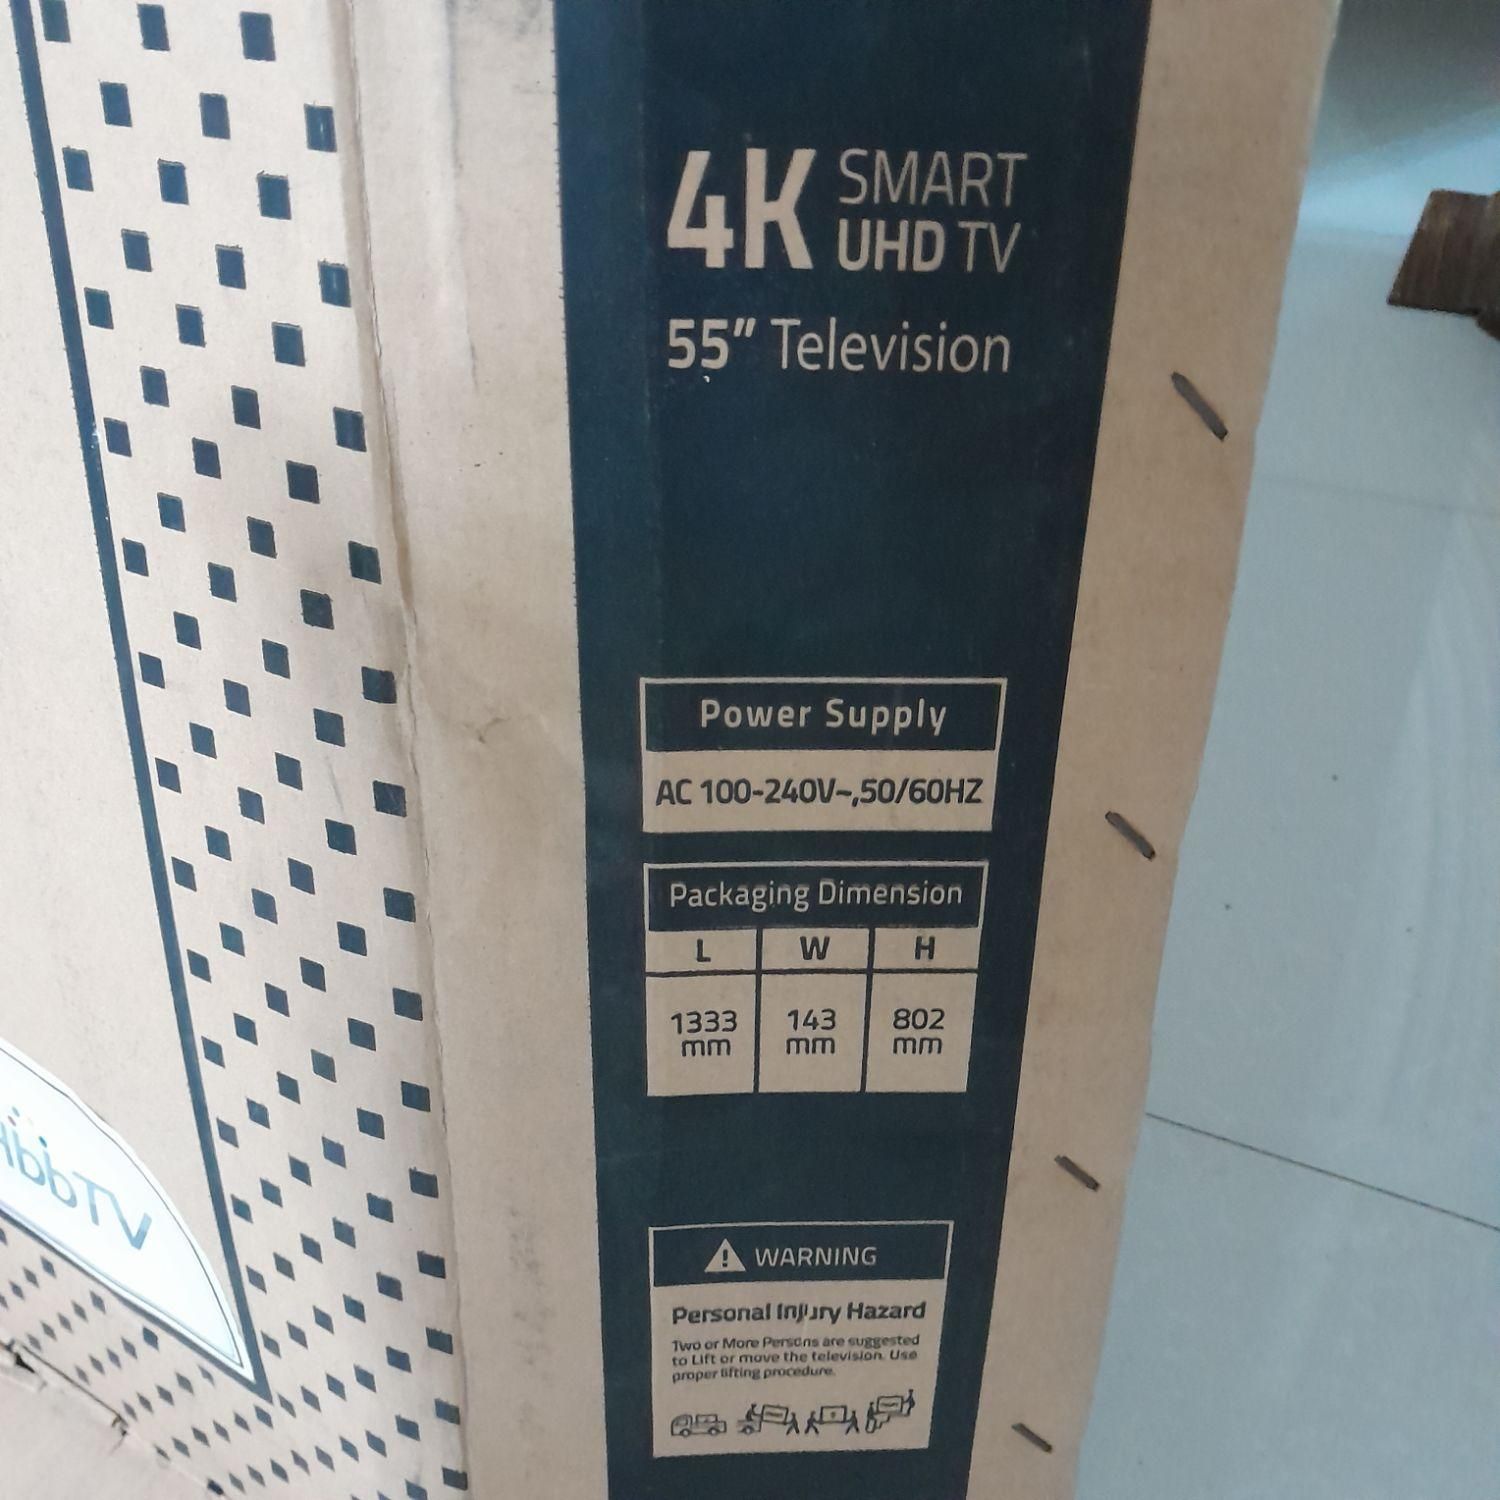 4K SMART
UHD TV
55" Television
Power Supply
AC 100-240V~,50/60HZ
Packaging Dimension
L W H
1333 mm 143 mm 802 mm
WARNING
Personal Injury Hazard
Two or More Persons are suggested
to Lift or move the television. Use
proper lifting procedure.
HbbTV